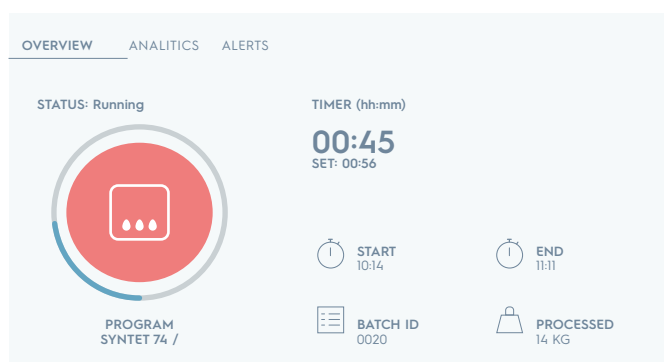 OVERVIEW ANALITICS ALERTS
STATUS: Running
PROGRAM
SYNTET 74 /
TIMER (hh:mm)
00:45
SET: 00:56
START
10:14
END
11:11
BATCH ID
0020
PROCESSED
14 KG